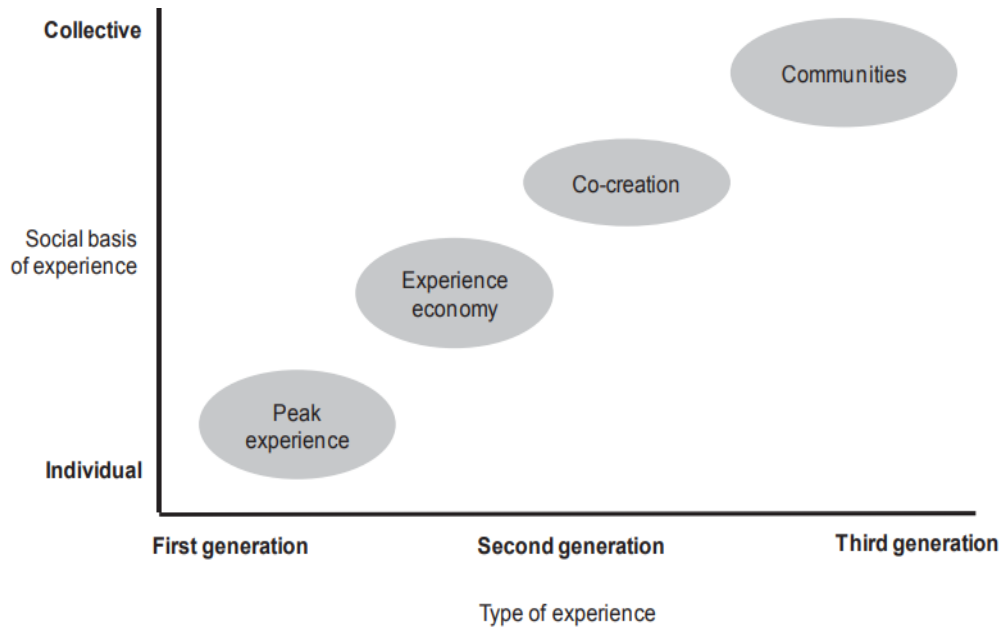 Collective
Communities
Co-creation
Social basis
of experience
Experience
economy
Peak
experience
Individual
First generation
Second generation
Third generation
Type of experience